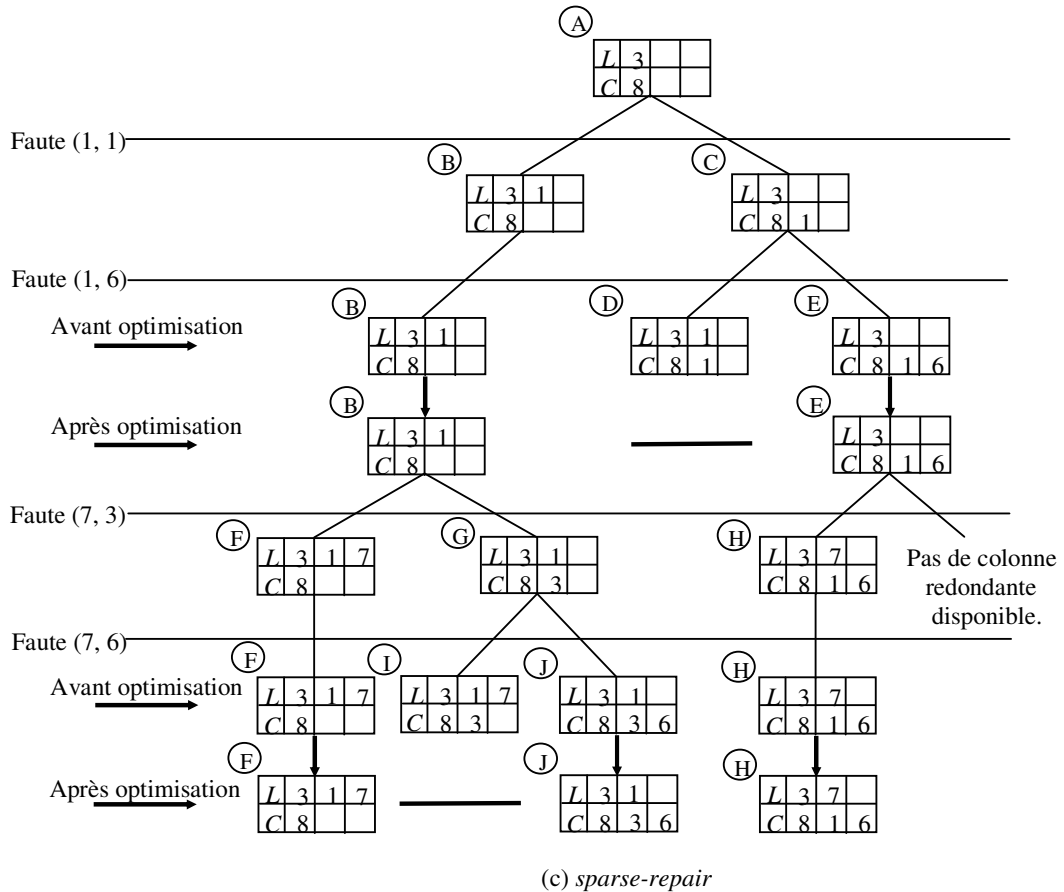 A
L 3
C 8
Faute (1, 1)
B
L 3 1
C 8
C
L 3
C 8 1
Faute (1, 6)
Avant optimisation
B
L 3 1
C 8
D
L 3 1
C 8 1
E
L 3
C 8 1 6
Après optimisation
B
L 3 1
C 8
E
L 3
C 8 1 6
Faute (7, 3)
F
L 3 1 7
C 8
G
L 3 1
C 8 3
H
L 3 7
C 8 1 6
Pas de colonne
redondante
disponible.
Faute (7, 6)
Avant optimisation
F
L 3 1 7
C 8
I
L 3 1 7
C 8 3
J
L 3 1
C 8 3 6
H
L 3 7
C 8 1 6
Après optimisation
F
L 3 1 7
C 8
J
L 3 1
C 8 3 6
H
L 3 7
C 8 1 6
(c) sparse-repair